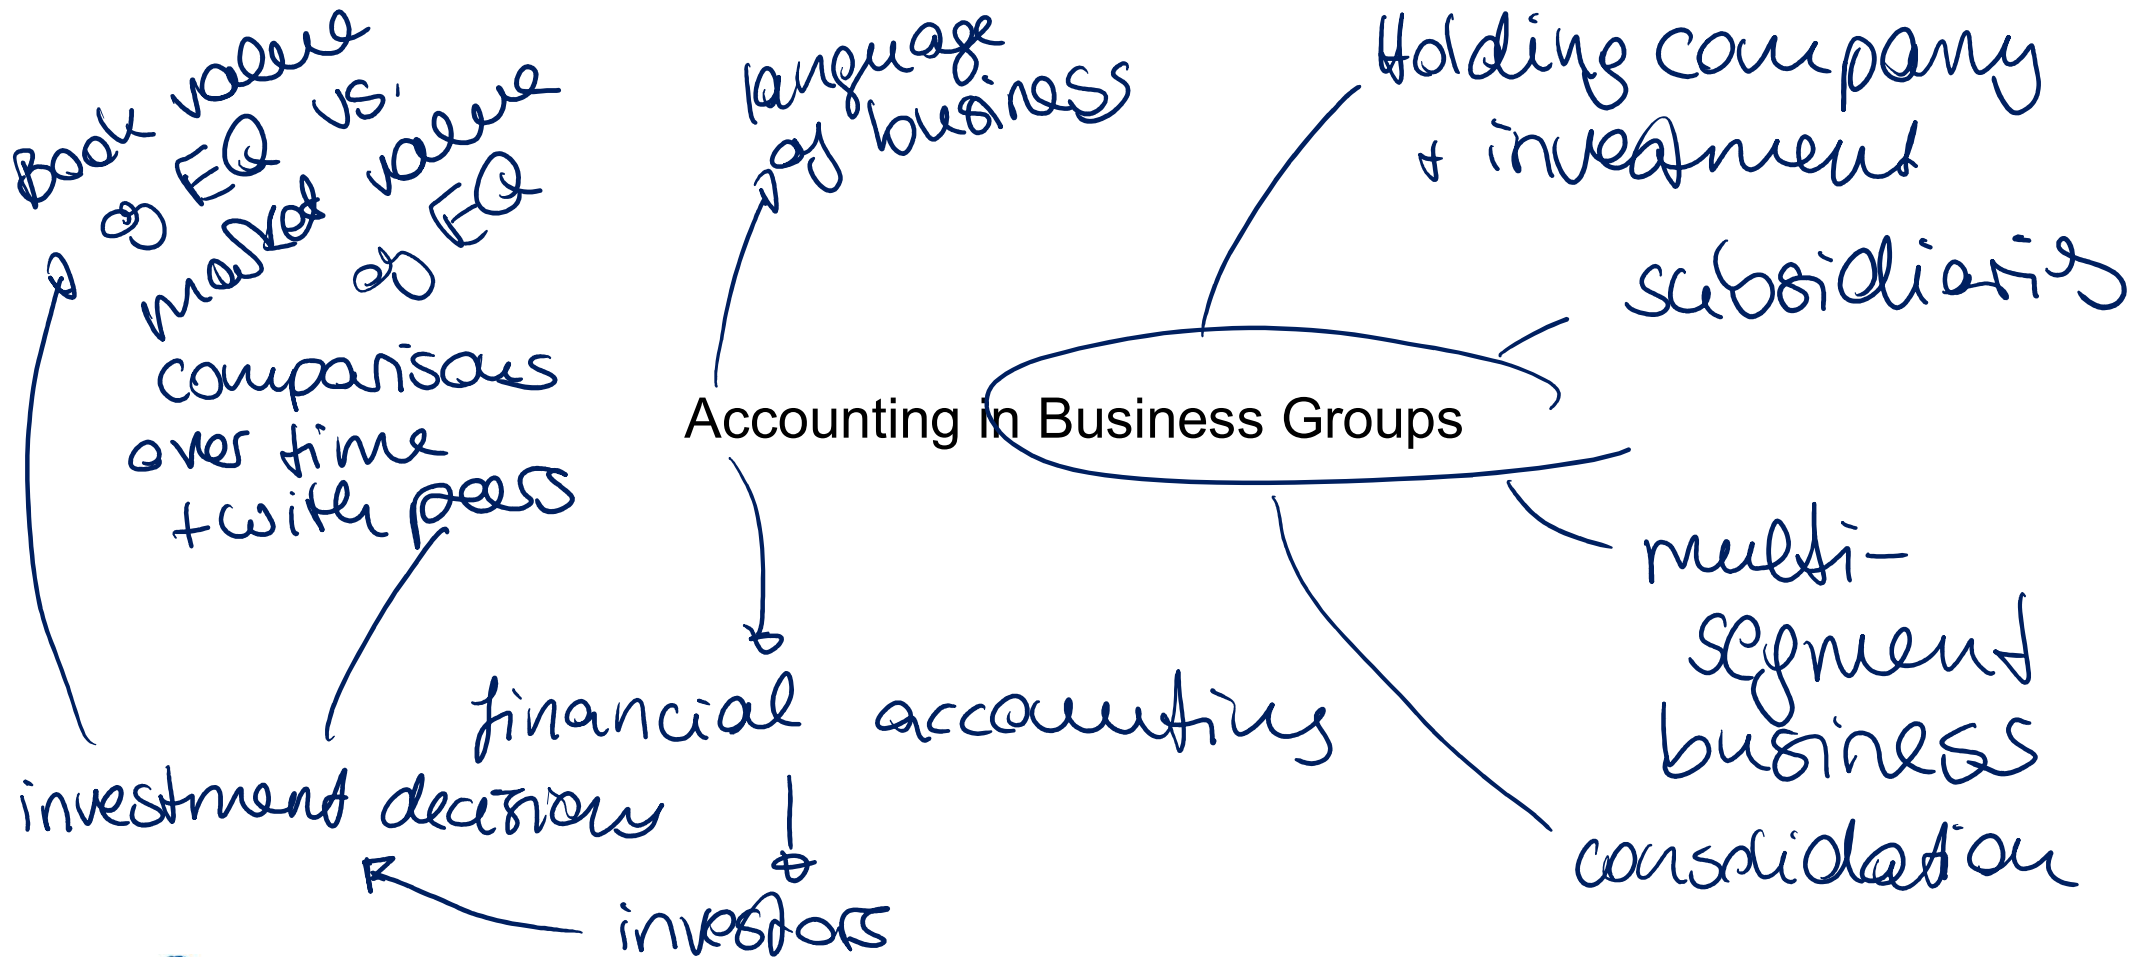 Book value
of EQ vs.
market value
of EQ
comparisons
over time
+ with peers
language
of business
Holding company
+ investment
subsidiaries
Accounting in Business Groups
multi-
segment
business
consolidation
financial accounting
investment decisions
investors